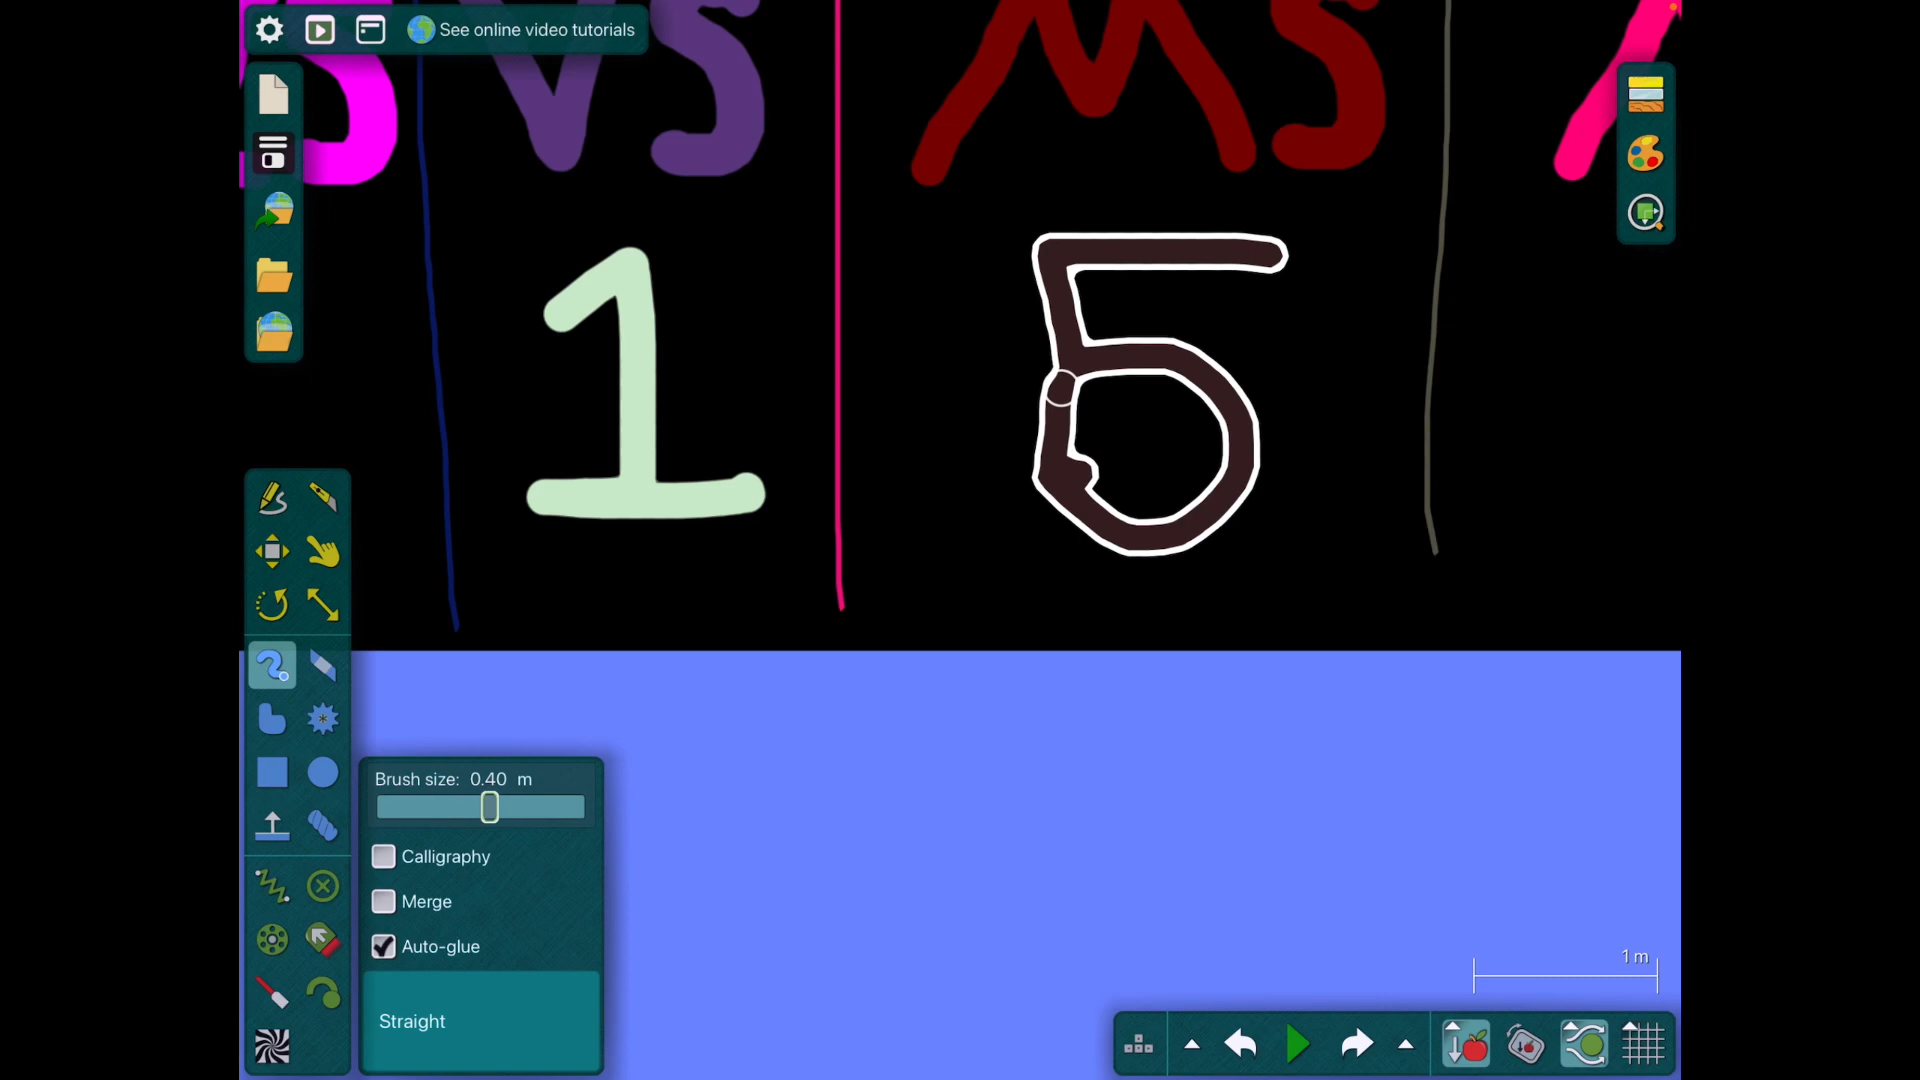 See online video tutorials
S VS MS
1 5
Brush size: 0.40 m
Calligraphy
Merge
Auto-glue
Straight
1 m